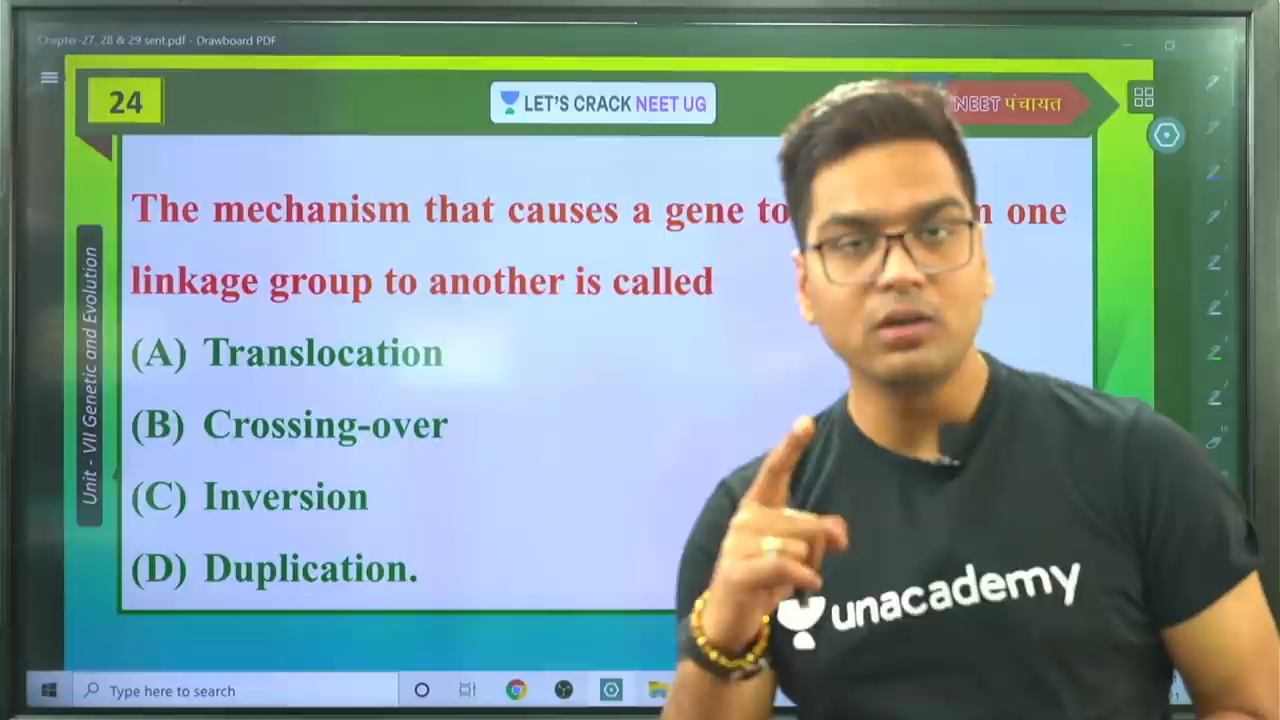 Chapter-27, 28 & 29 sent.pdf - Drawboard PDF
24
LET'S CRACK NEET UG
NEET पंचायत
The mechanism that causes a gene to one
linkage group to another is called
(A) Translocation
(B) Crossing-over
(C) Inversion
(D) Duplication.
Unit - VII Genetic and Evolution
unacademy
Type here to search